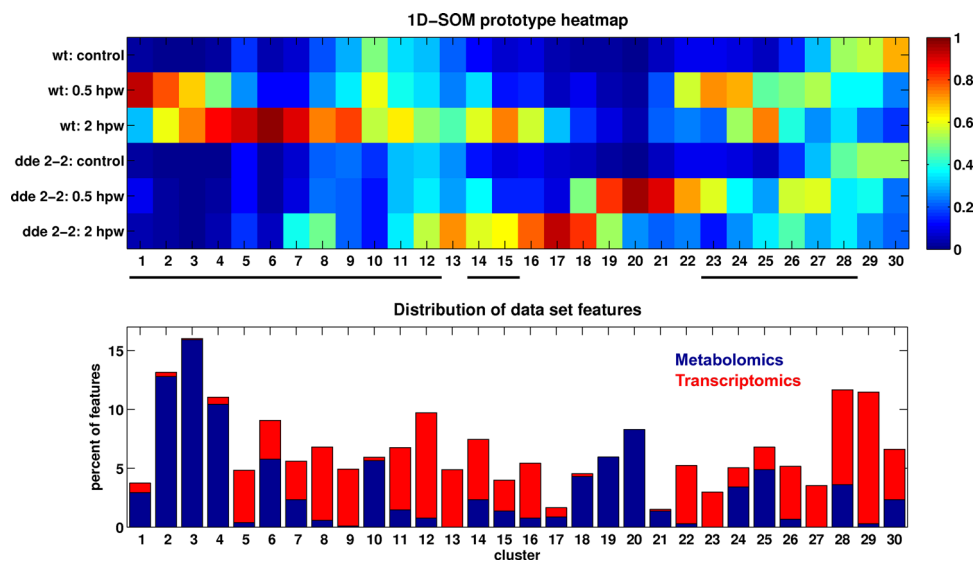 1D−SOM prototype heatmap
wt: control
wt: 0.5 hpw
wt: 2 hpw
dde 2−2: control
dde 2−2: 0.5 hpw
dde 2−2: 2 hpw
1
0.8
0.6
0.4
0.2
0
1 2 3 4 5 6 7 8 9 10 11 12 13 14 15 16 17 18 19 20 21 22 23 24 25 26 27 28 29 30
Distribution of data set features
percent of features
15
10
5
0
Metabolomics
Transcriptomics
1 2 3 4 5 6 7 8 9 10 11 12 13 14 15 16 17 18 19 20 21 22 23 24 25 26 27 28 29 30
cluster